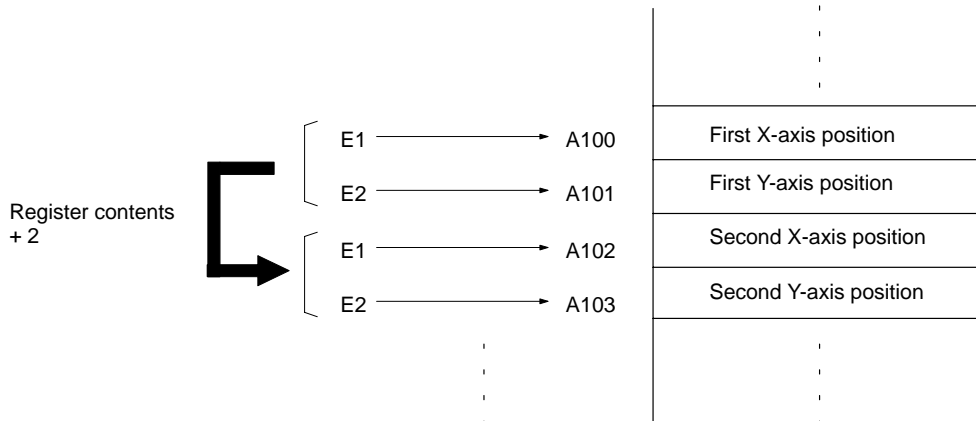 E1 A100 First X-axis position
E2 A101 First Y-axis position
Register contents
+ 2
E1 A102 Second X-axis position
E2 A103 Second Y-axis position